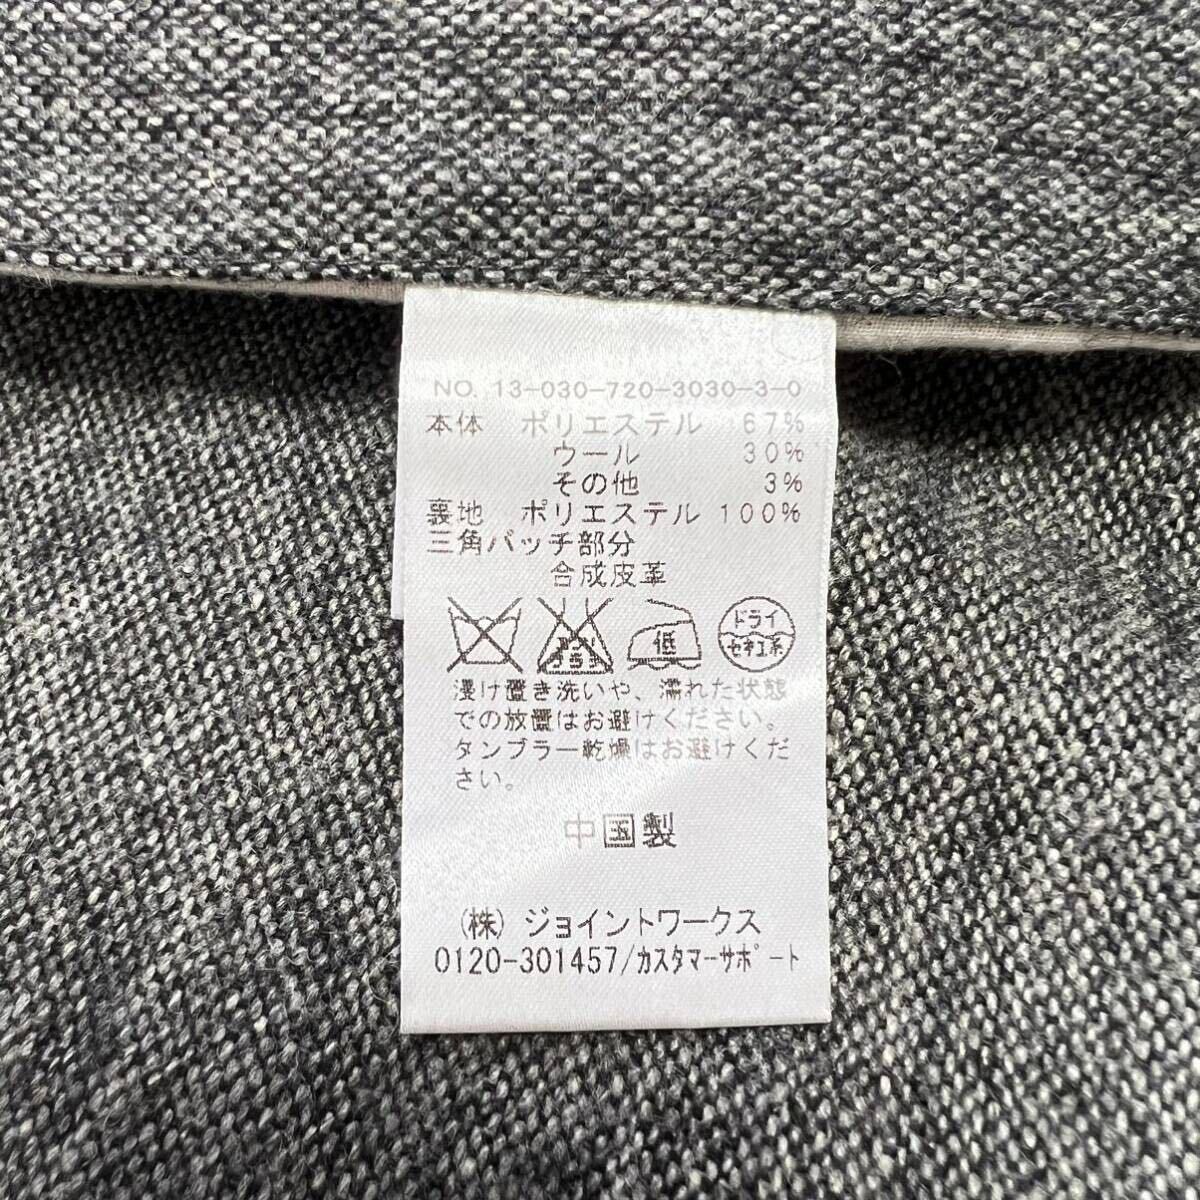 NO. 13-030-720-3030-3-0
本体 ポリエステル 67%
ウール 30%
その他 3%
裏地 ポリエステル 100%
三角パッチ部分
合成皮革
低
ドライ
セキユ系
浸け置き洗いや、濡れた状態
での放置はお避けください。
タンブラー乾燥はお避けくだ
さい。
中国製
(株)ジョイントワークス
0120-301457/カスタマーサポート